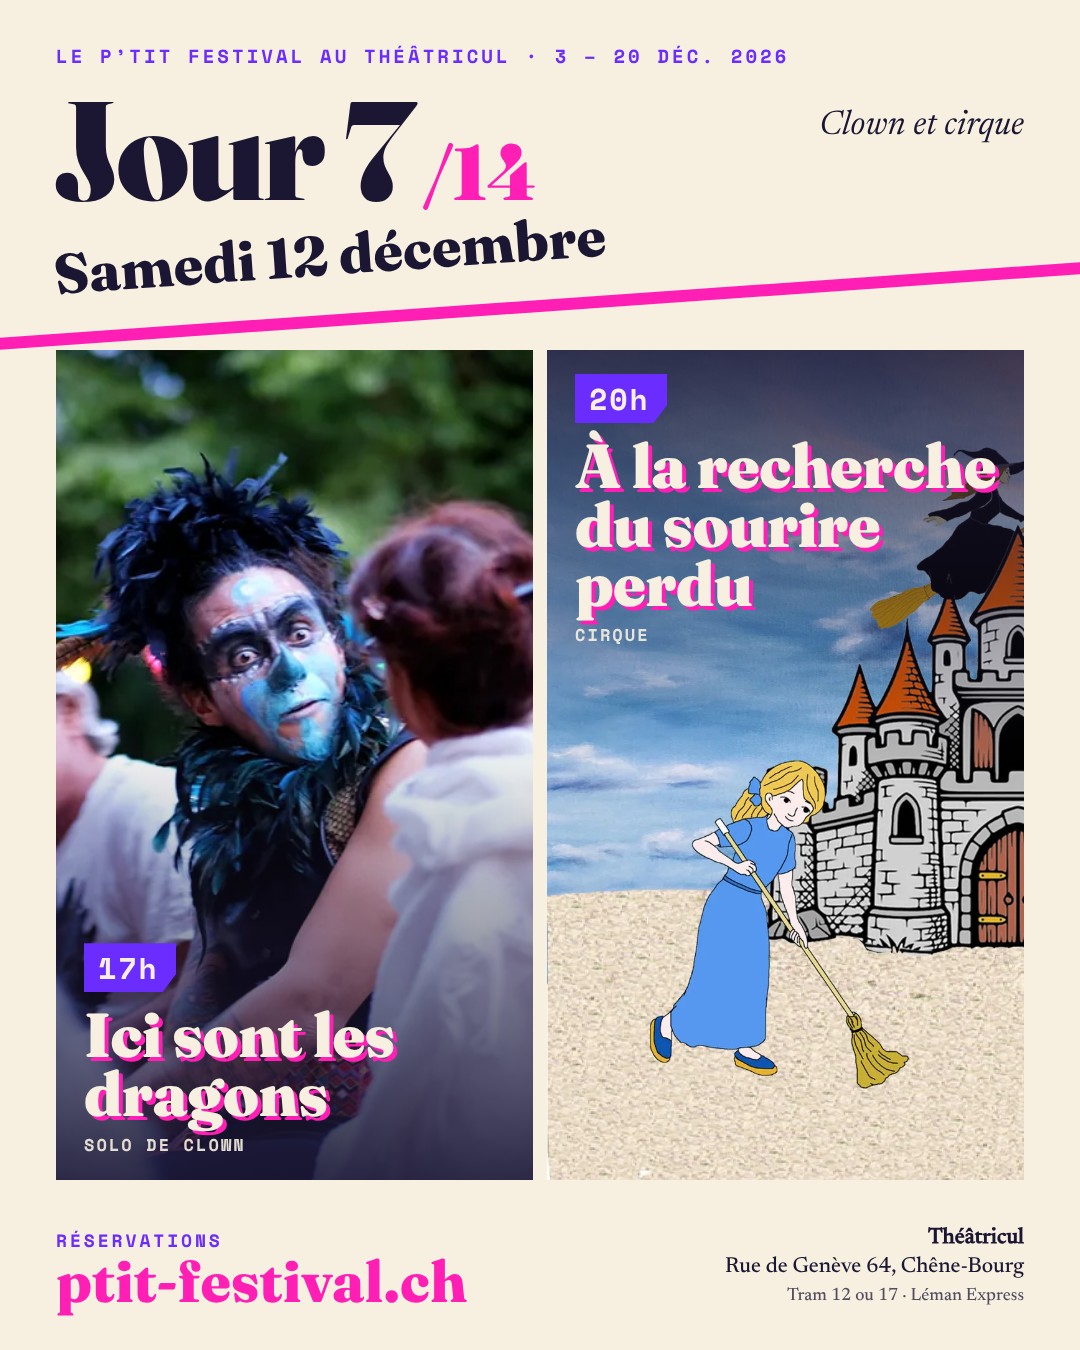 LE P’TIT FESTIVAL AU THÉÂTRICUL · 3 – 20 DÉC. 2026
Jour 7/14
Clown et cirque
Samedi 12 décembre
17h
Ici sont les
dragons
SOLO DE CLOWN
20h
À la recherche
du sourire
perdu
CIRQUE
RÉSERVATIONS
ptit-festival.ch
Théâtricul
Rue de Genève 64, Chêne-Bourg
Tram 12 ou 17 · Léman Express